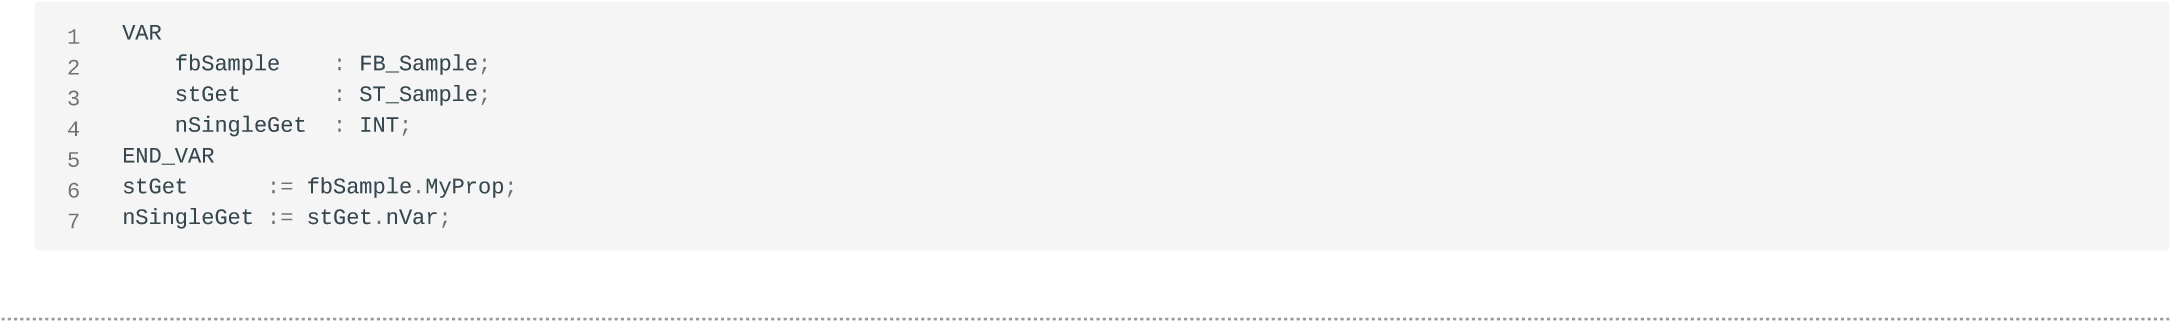 1 VAR
2     fbSample    : FB_Sample;
3     stGet       : ST_Sample;
4     nSingleGet  : INT;
5 END_VAR
6 stGet      := fbSample.MyProp;
7 nSingleGet := stGet.nVar;